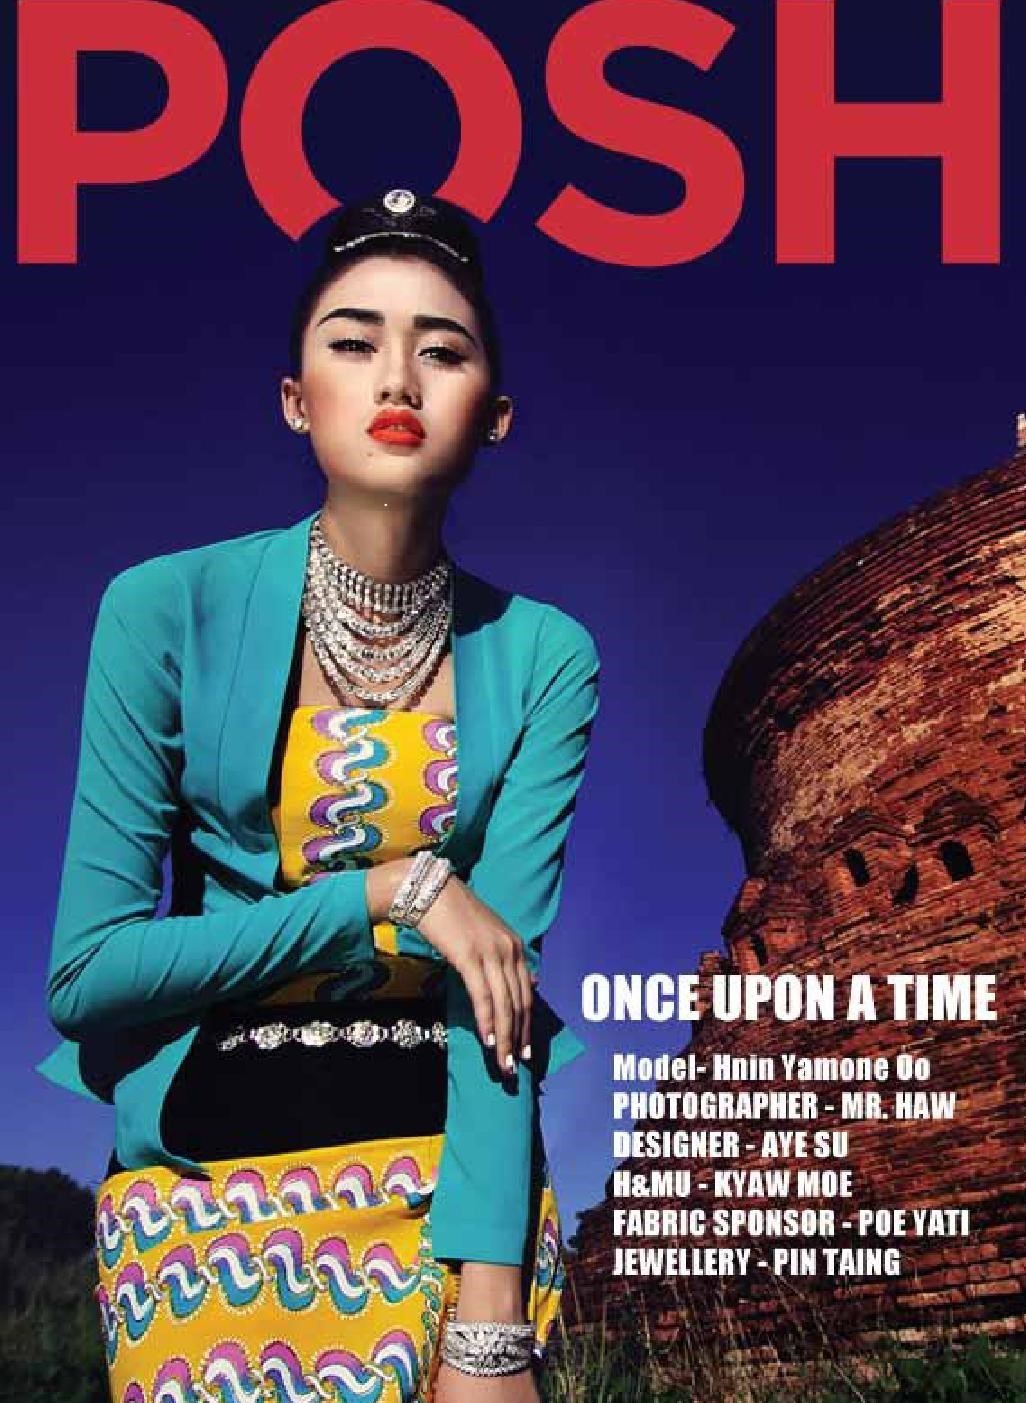 POSH
ONCE UPON A TIME
Model- Hnin Yamone Oo
PHOTOGRAPHER - MR. HAW
DESIGNER - AYE SU
H&MU - KYAW MOE
FABRIC SPONSOR - POE YATI
JEWELLERY - PIN TAING